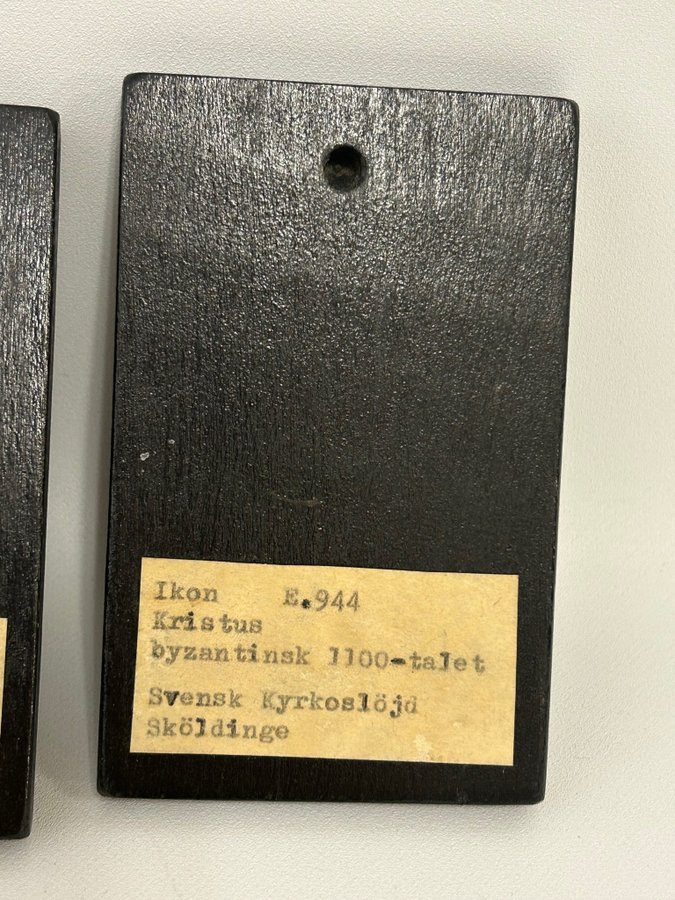 Ikon E.944
Kristus
byzantinsk 1100-talet
Svensk Kyrkoslöjd
Sköldinge